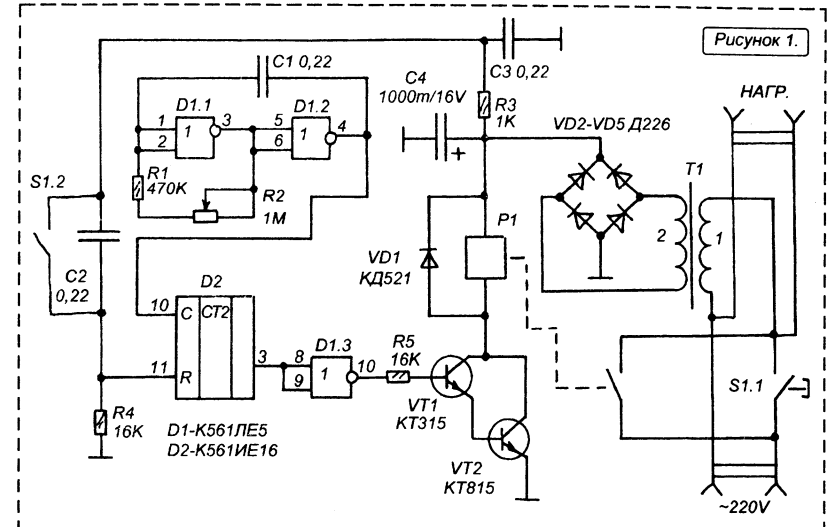 Рисунок 1.
C1 0,22
C3 0,22
C4
1000m/16V
НАГР.
D1.1
D1.2
R3
1K
VD2-VD5 Д226
1
2
1
3
5
6
1
4
T1
S1.2
R1
470K
R2
1M
P1
2
1
VD1
КД521
C2
0,22
D2
10
C
CT2
11
R
3
D1.3
8
9
1
10
R5
16K
S1.1
R4
16K
VT1
КТ315
D1-К561ЛЕ5
D2-К561ИЕ16
VT2
КТ815
~220V